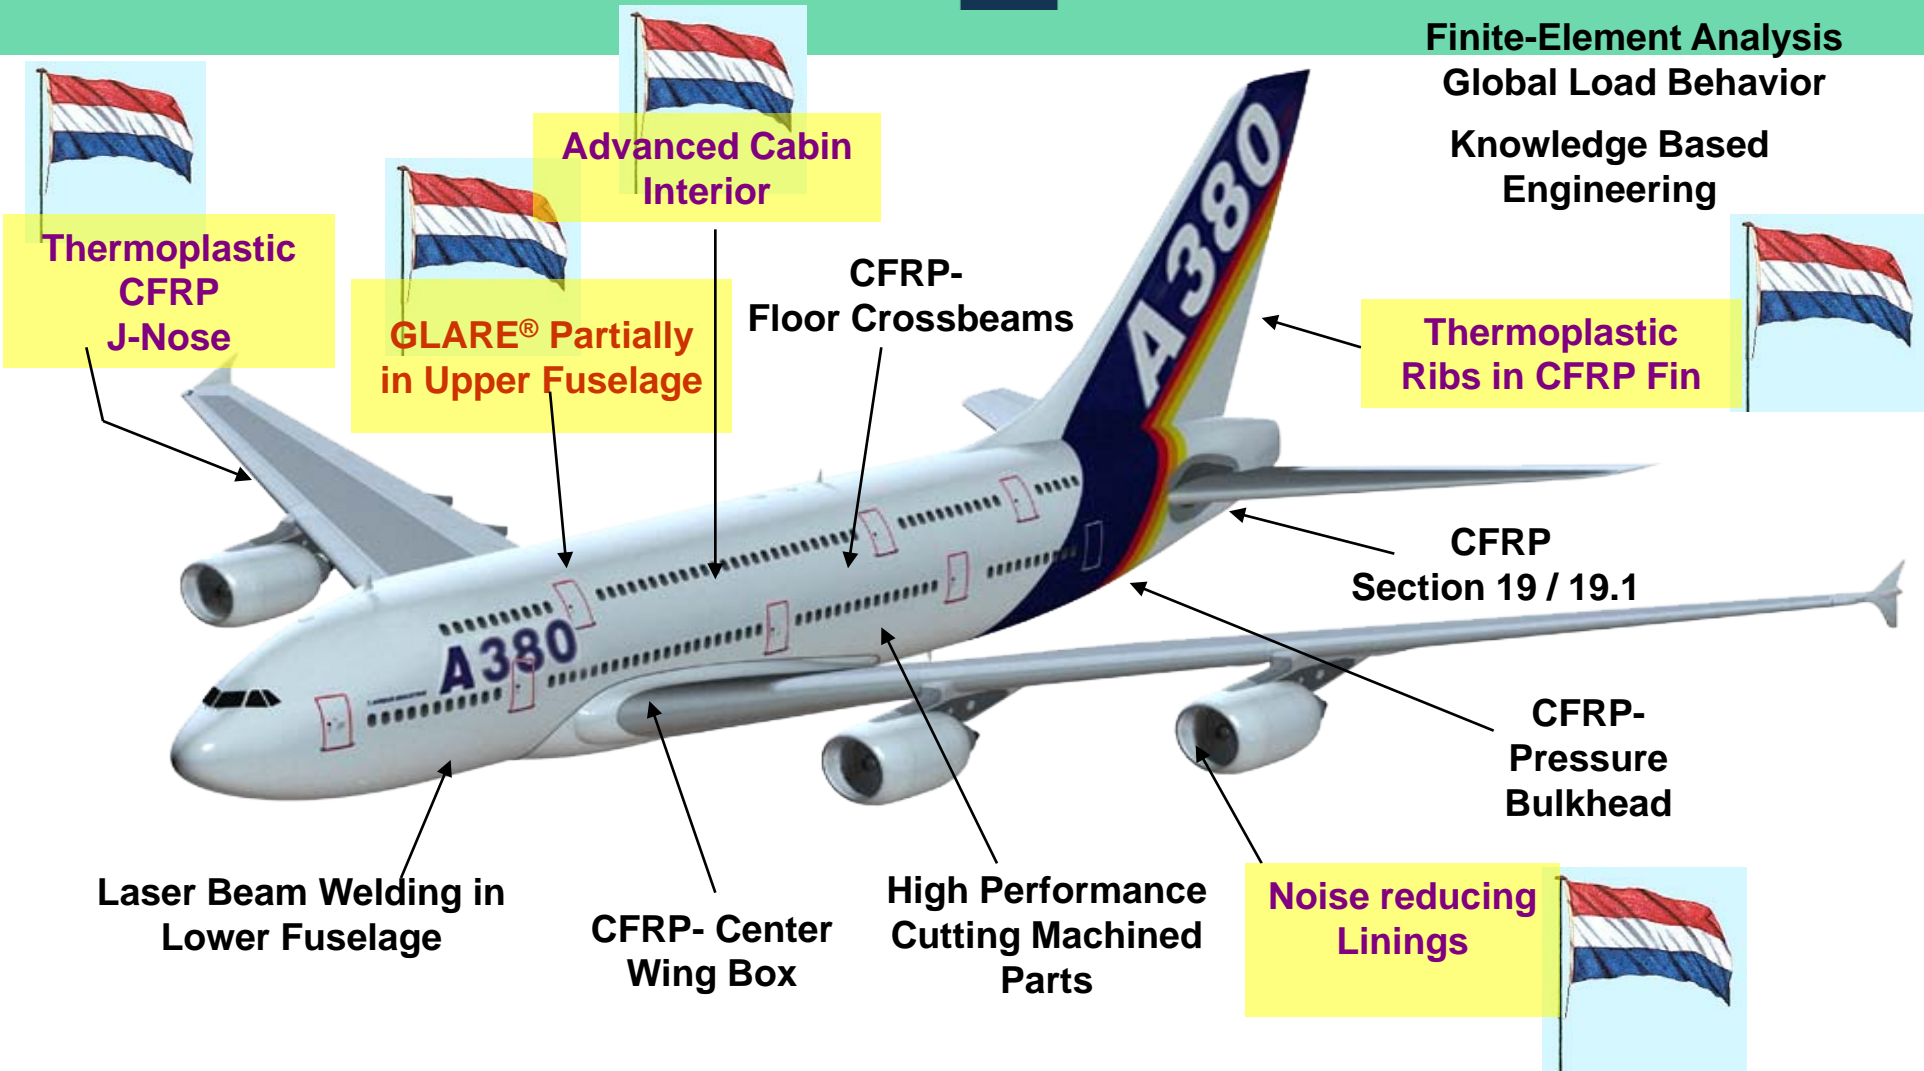 Finite-Element Analysis
Global Load Behavior
Knowledge Based
Engineering
Advanced Cabin
Interior
Thermoplastic
CFRP
J-Nose
GLARE® Partially
in Upper Fuselage
CFRP-
Floor Crossbeams
Thermoplastic
Ribs in CFRP Fin
A380
A380
CFRP
Section 19 / 19.1
CFRP-
Pressure
Bulkhead
Laser Beam Welding in
Lower Fuselage
CFRP- Center
Wing Box
High Performance
Cutting Machined
Parts
Noise reducing
Linings